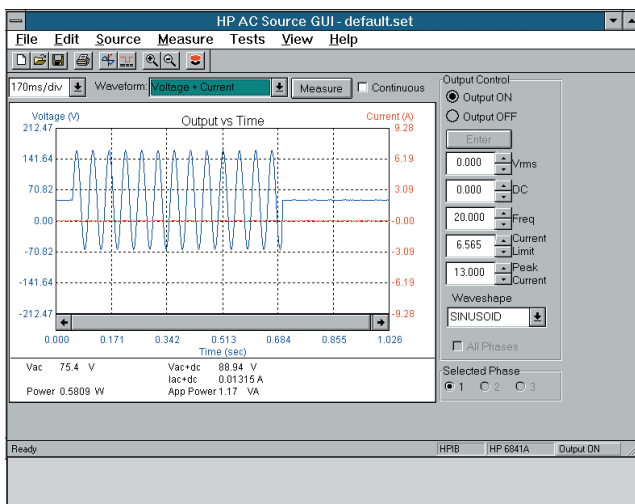 HP AC Source GUI - default.set
File Edit Source Measure Tests View Help
170ms/div Waveform: Voltage + Current Measure Continuous
Output Control
Output ON
Output OFF
Enter
0.000 Vrms
0.000 DC
20.000 Freq
6.565 Current Limit
13.000 Peak Current
Waveshape
SINUSOID
All Phases
Selected Phase
1 2 3
Voltage (V) Output vs Time Current (A)
212.47 9.28
141.64 6.19
70.82 3.09
0.00 -0.00
-70.82 -3.09
-141.64 -6.19
-212.47 -9.28
0.000 0.171 0.342 0.513 0.684 0.855 1.026
Time (sec)
Vac 75.4 V Vac+dc 88.94 V
Iac+dc 0.01315 A
Power 0.5809 W App Power 1.17 VA
Ready HPIB HP 6841A Output ON